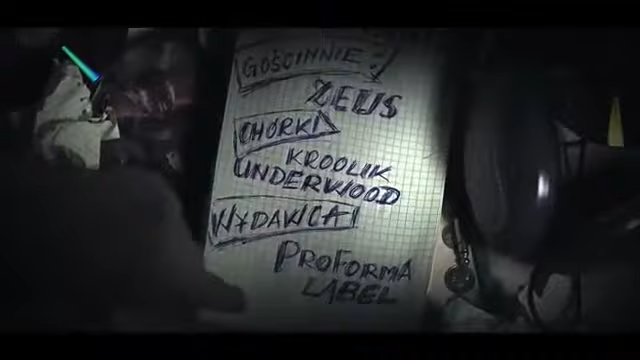 GOŚCINNIE:
ZEUS
CHÓRKI
KROOLIK
UNDERWOOD
WYDAWCA
PROFORMA
LABEL